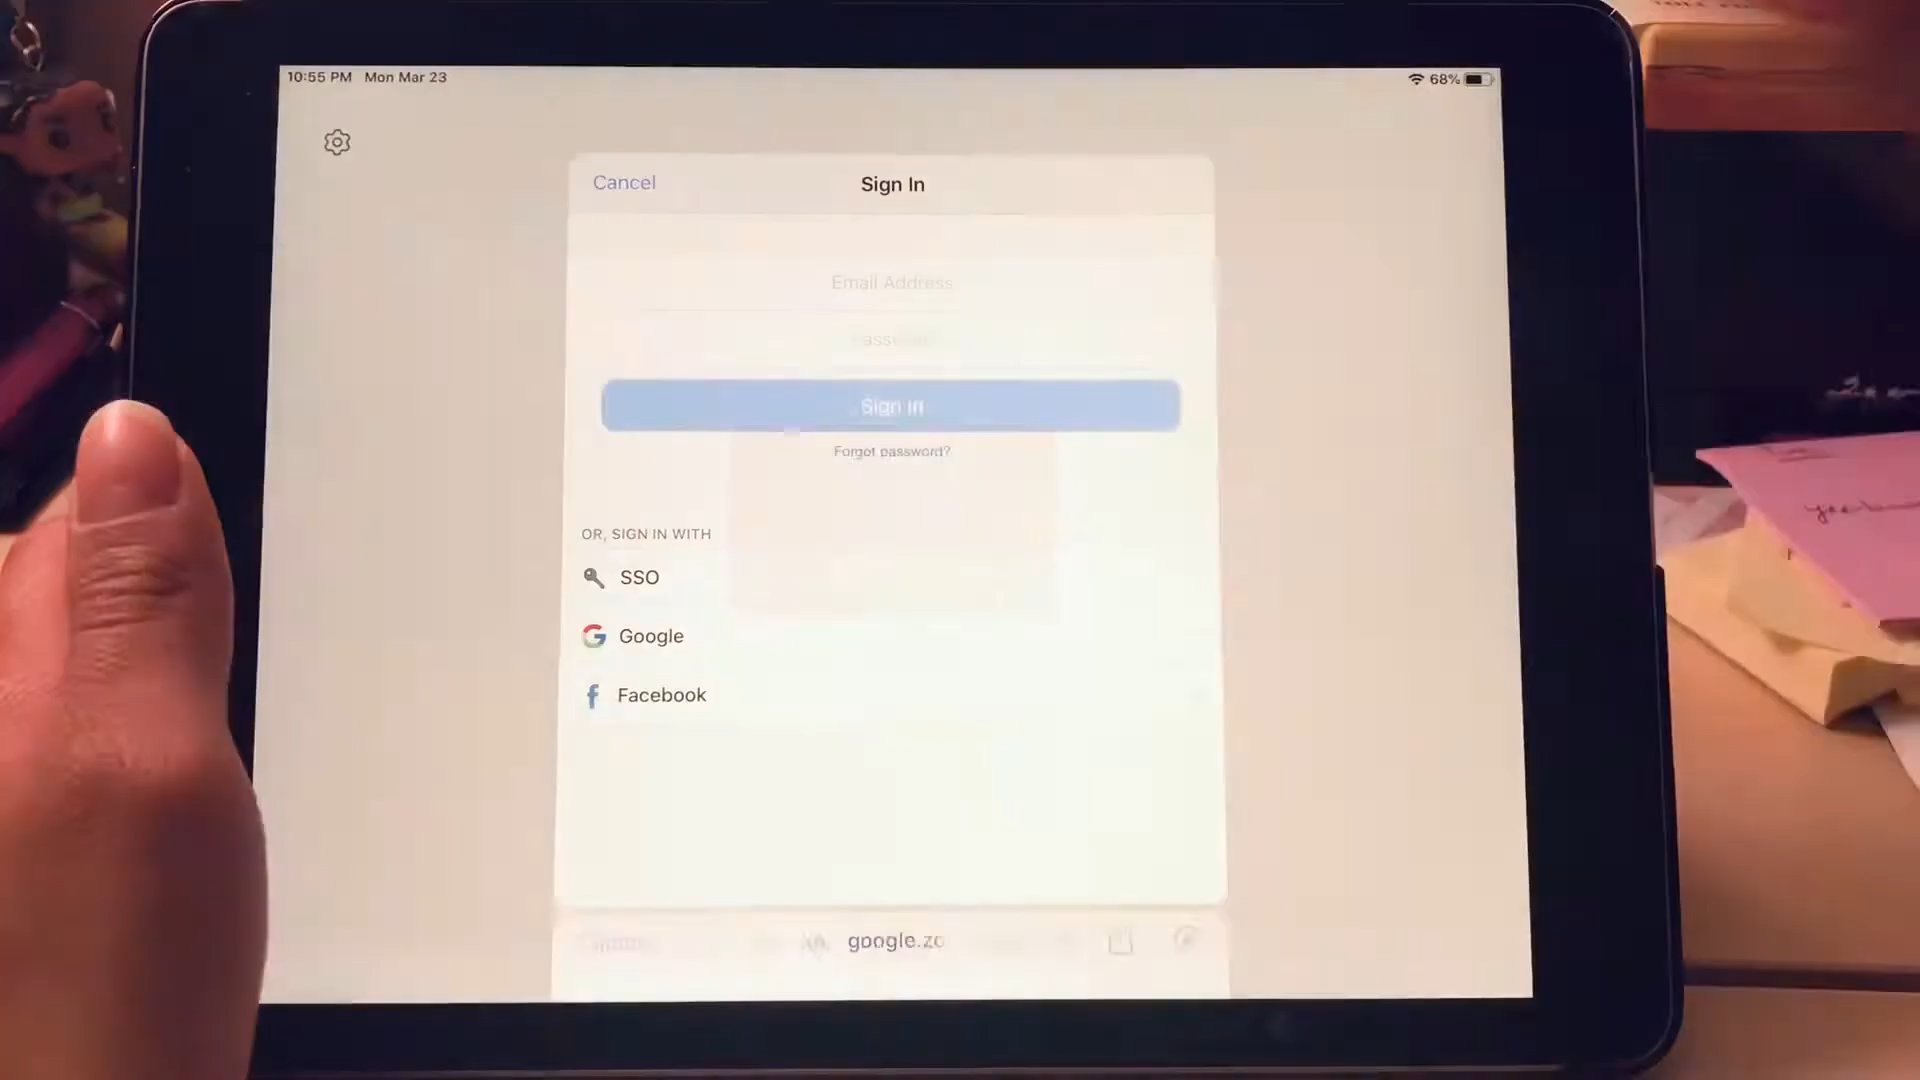 10:55 PM Mon Mar 23
68%
Cancel
Sign In
Email Address
Password
Sign In
Forgot password?
OR, SIGN IN WITH
SSO
Google
Facebook
google.zo